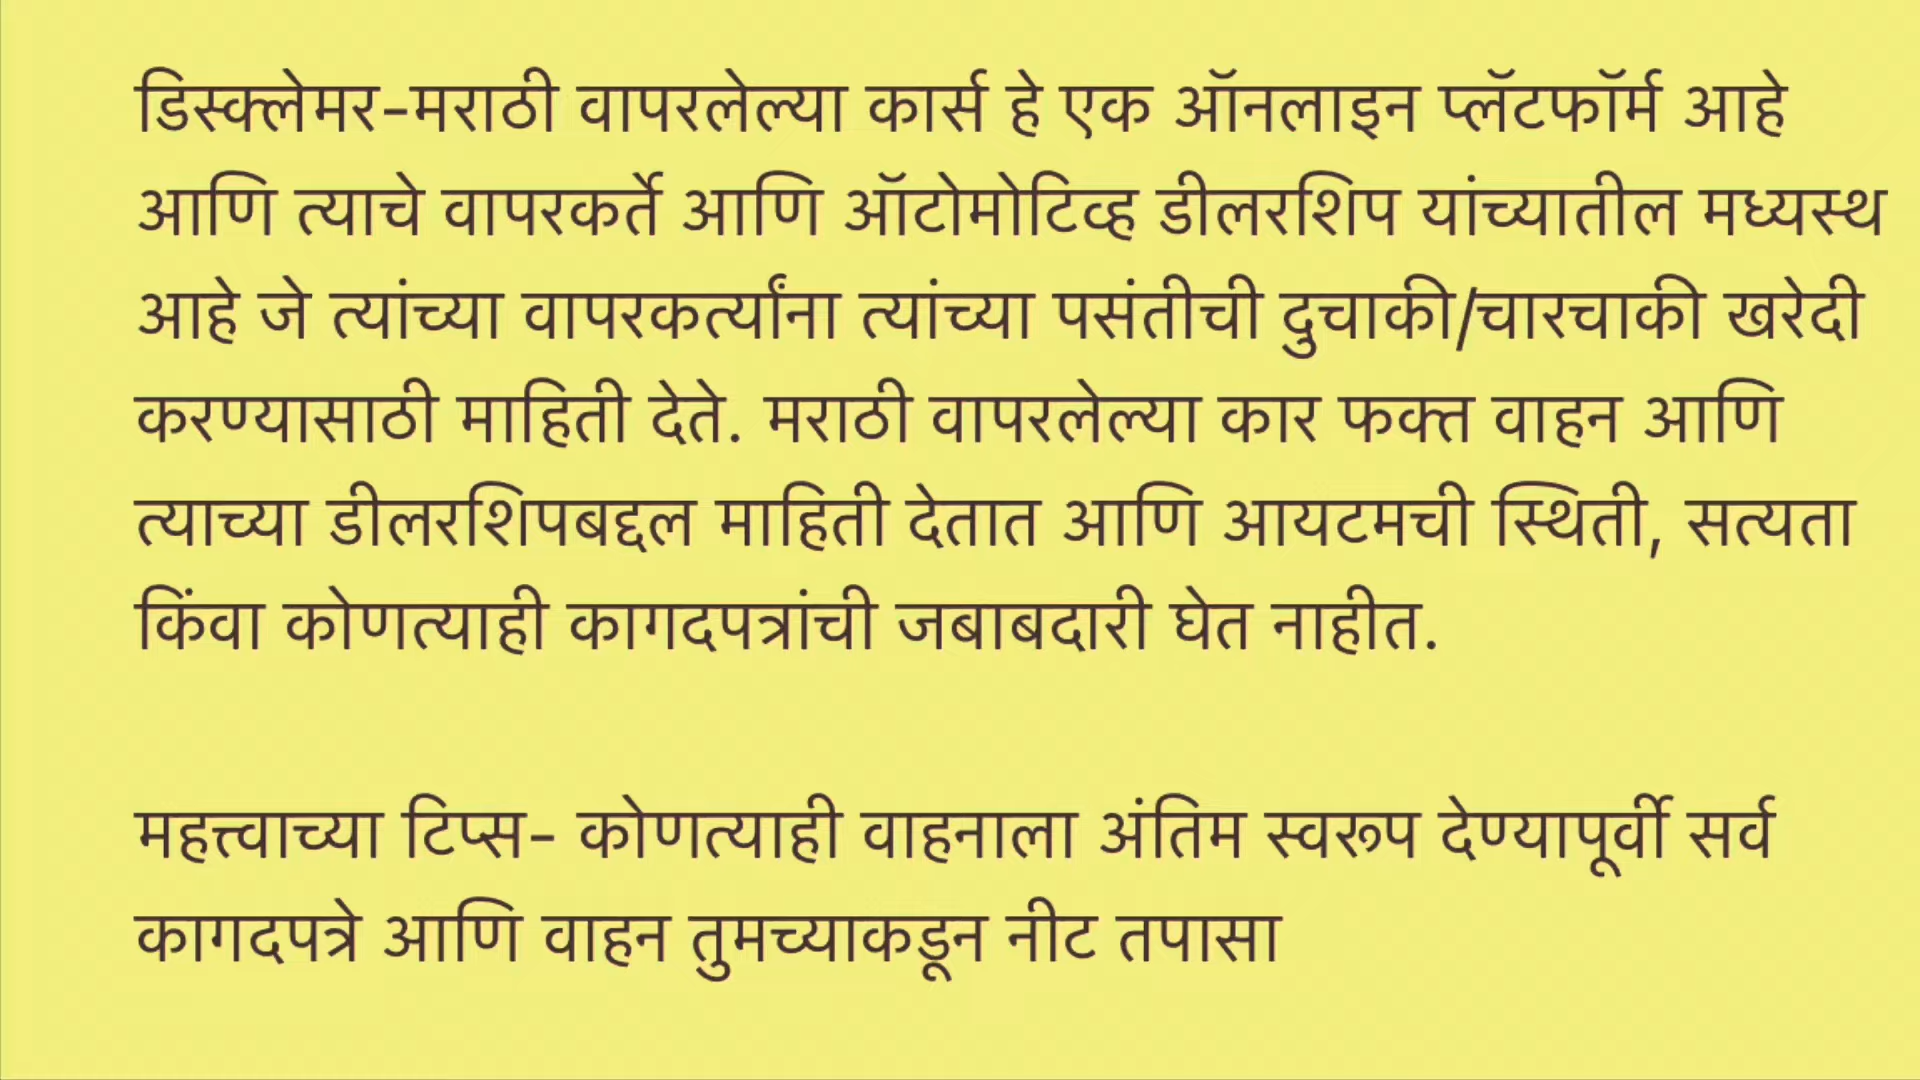 डिस्क्लेमर-मराठी वापरलेल्या कार्स हे एक ऑनलाइन प्लॅटफॉर्म आहे
आणि त्याचे वापरकर्ते आणि ऑटोमोटिव्ह डीलरशिप यांच्यातील मध्यस्थ
आहे जे त्यांच्या वापरकर्त्यांना त्यांच्या पसंतीची दुचाकी/चारचाकी खरेदी
करण्यासाठी माहिती देते. मराठी वापरलेल्या कार फक्त वाहन आणि
त्याच्या डीलरशिपबद्दल माहिती देतात आणि आयटमची स्थिती, सत्यता
किंवा कोणत्याही कागदपत्रांची जबाबदारी घेत नाहीत.
महत्त्वाच्या टिप्स- कोणत्याही वाहनाला अंतिम स्वरूप देण्यापूर्वी सर्व
कागदपत्रे आणि वाहन तुमच्याकडून नीट तपासा